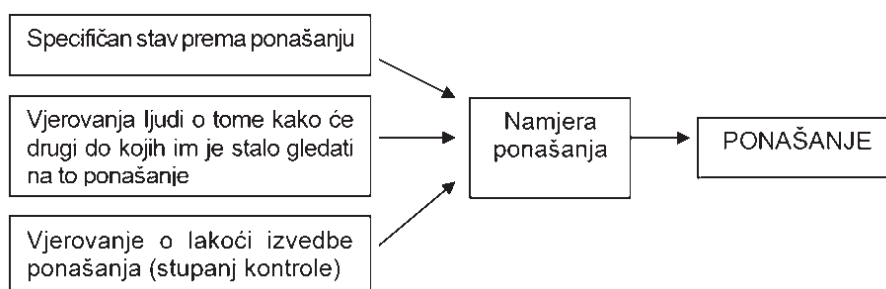 Specifičan stav prema ponašanju
Vjerovanja ljudi o tome kako će
drugi do kojih im je stalo gledati
na to ponašanje
Vjerovanje o lakoći izvedbe
ponašanja (stupanj kontrole)
Namjera
ponašanja
PONAŠANJE